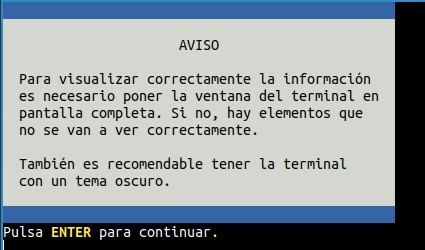 AVISO
Para visualizar correctamente la información
es necesario poner la ventana del terminal en
pantalla completa. Si no, hay elementos que
no se van a ver correctamente.
También es recomendable tener la terminal
con un tema oscuro.
Pulsa ENTER para continuar.